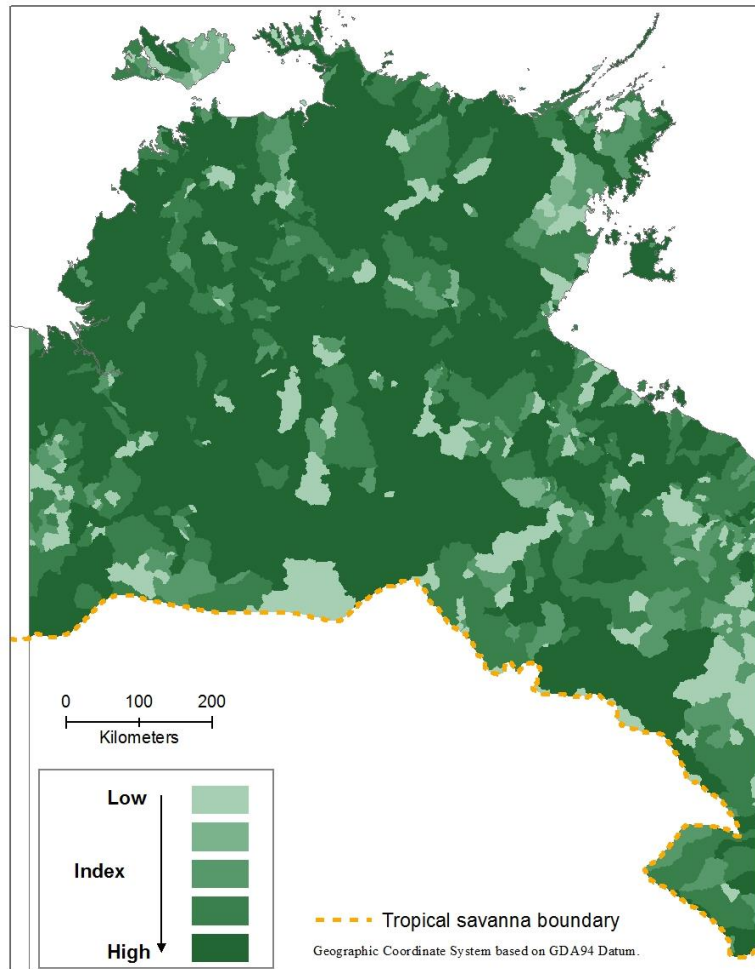 0 100 200
Kilometers
Low
Index
High
Tropical savanna boundary
Geographic Coordinate System based on GDA94 Datum.